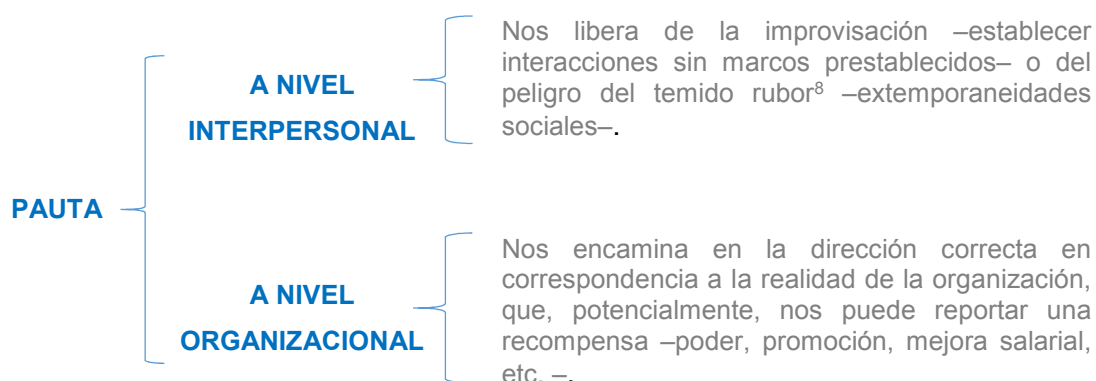 Nos libera de la improvisación –establecer
interacciones sin marcos prestablecidos– o del
peligro del temido rubor⁸ –extemporaneidades
sociales–.
A NIVEL
INTERPERSONAL
PAUTA
Nos encamina en la dirección correcta en
correspondencia a la realidad de la organización,
que, potencialmente, nos puede reportar una
recompensa –poder, promoción, mejora salarial,
etc. –.
A NIVEL
ORGANIZACIONAL